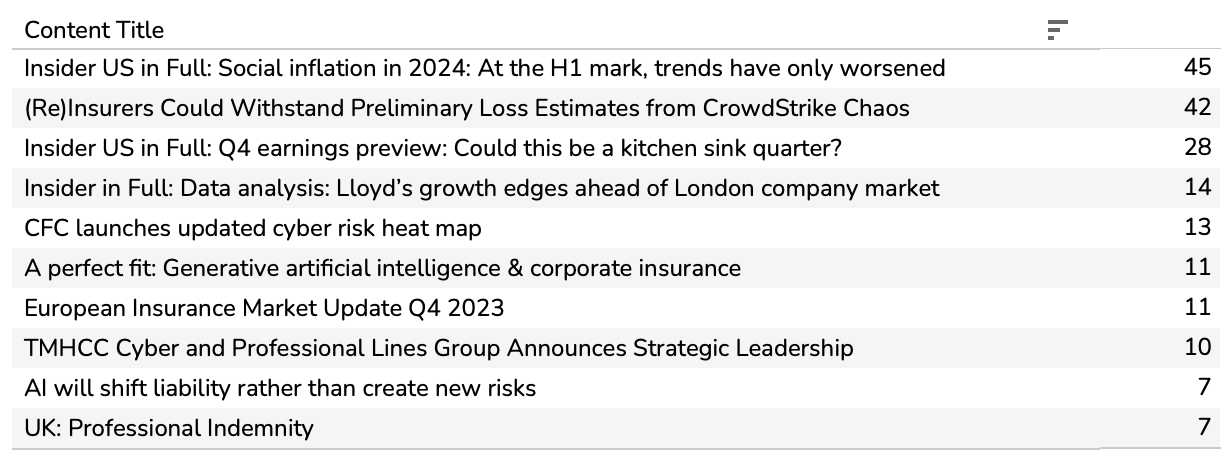 Content Title
Insider US in Full: Social inflation in 2024: At the H1 mark, trends have only worsened 45
(Re)Insurers Could Withstand Preliminary Loss Estimates from CrowdStrike Chaos 42
Insider US in Full: Q4 earnings preview: Could this be a kitchen sink quarter? 28
Insider in Full: Data analysis: Lloyd’s growth edges ahead of London company market 14
CFC launches updated cyber risk heat map 13
A perfect fit: Generative artificial intelligence & corporate insurance 11
European Insurance Market Update Q4 2023 11
TMHCC Cyber and Professional Lines Group Announces Strategic Leadership 10
AI will shift liability rather than create new risks 7
UK: Professional Indemnity 7